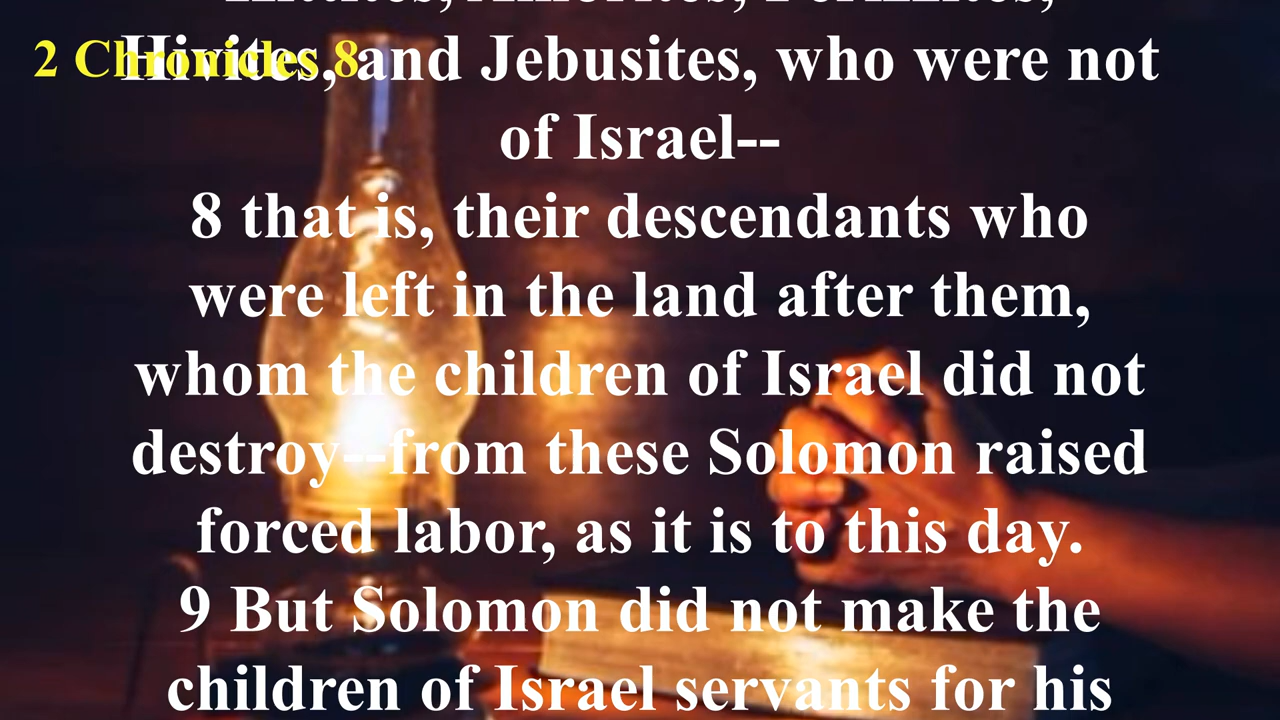 Hittites, Amorites, Perizzites,
2 Chronicles 8
Hivites, and Jebusites, who were not
of Israel--
8 that is, their descendants who
were left in the land after them,
whom the children of Israel did not
destroy--from these Solomon raised
forced labor, as it is to this day.
9 But Solomon did not make the
children of Israel servants for his